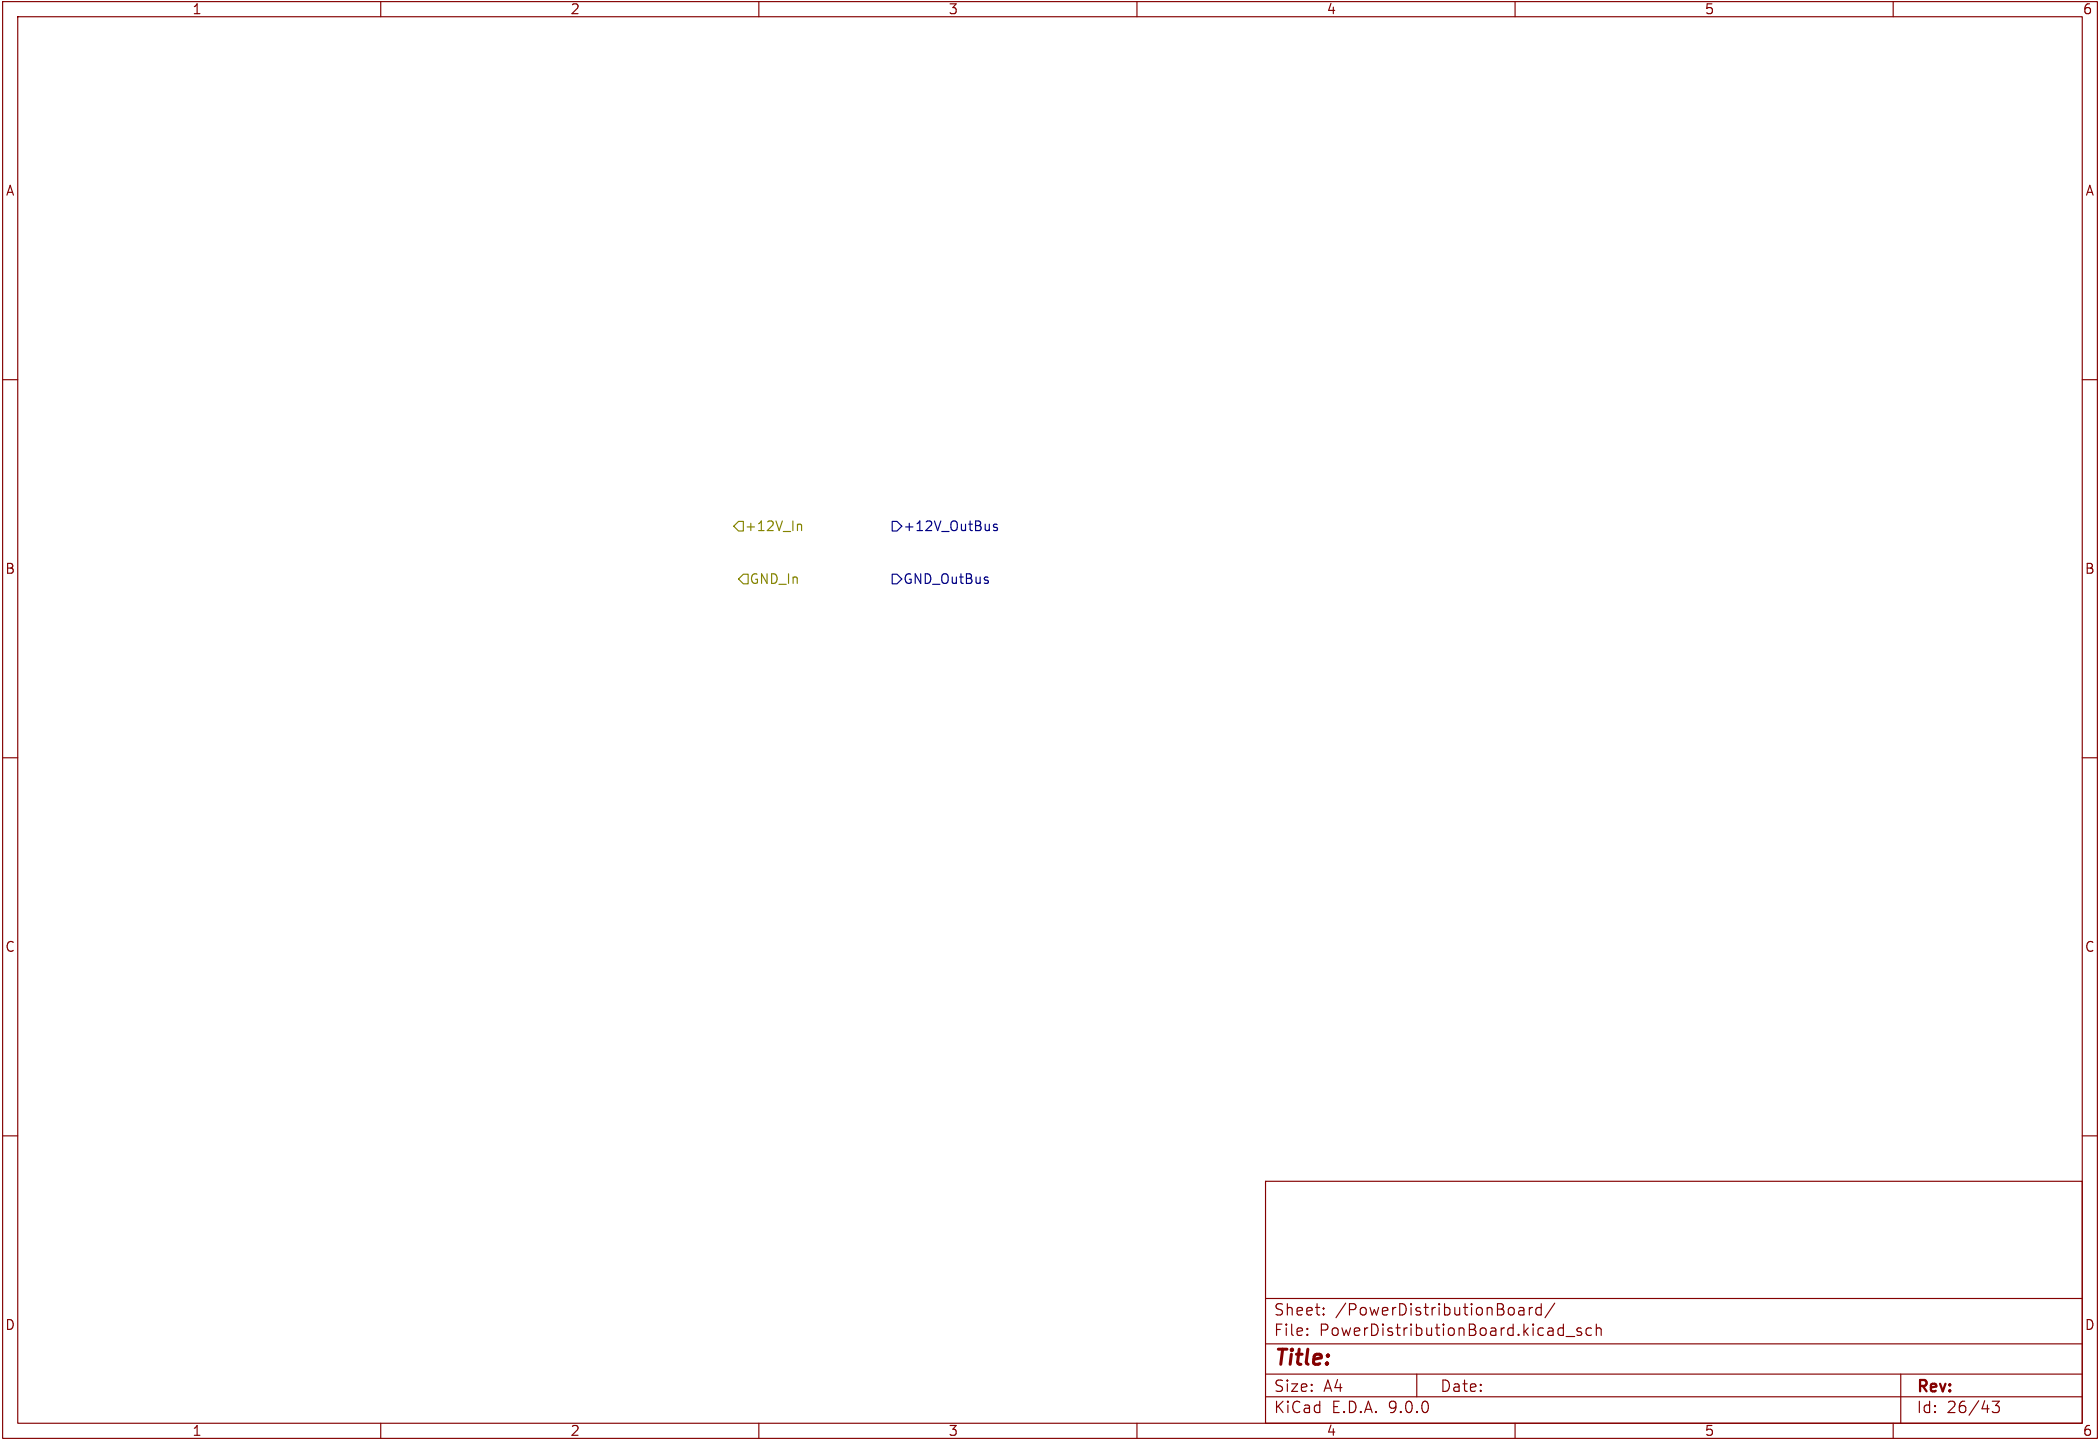 1 2 3 4 5 6
A A
+12V_In +12V_OutBus
B B
GND_In GND_OutBus
C C
Sheet: /PowerDistributionBoard/
D D
File: PowerDistributionBoard.kicad_sch
Title:
Size: A4 Date: Rev:
KiCad E.D.A. 9.0.0 Id: 26/43
1 2 3 4 5 6